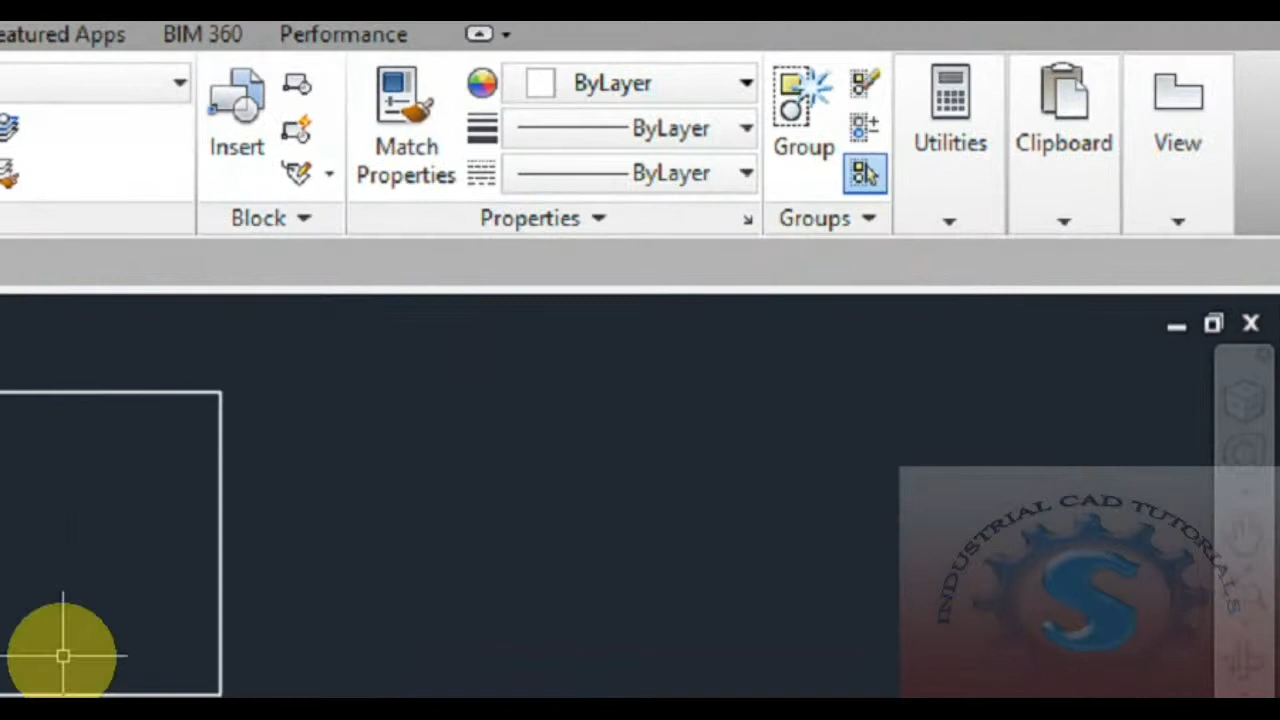 eatured Apps BIM 360 Performance
ByLayer
ByLayer
ByLayer
Insert
Match
Properties
Group
Utilities
Clipboard
View
Block
Properties
Groups
INDUSTRIAL CAD TUTORIALS
S